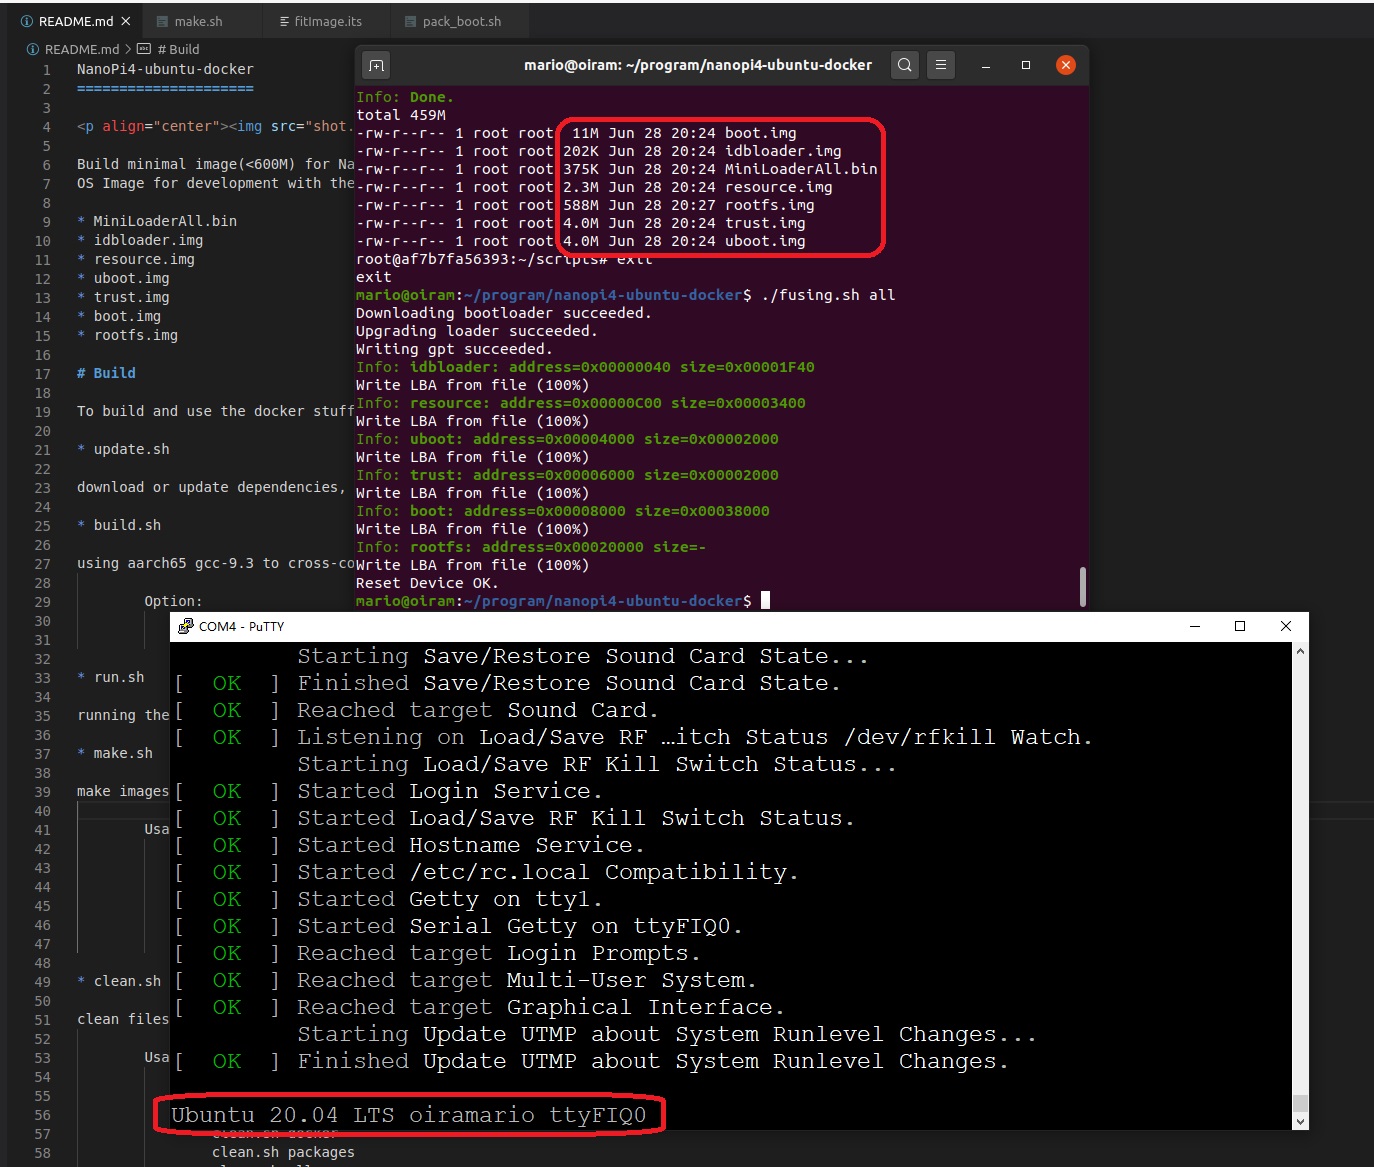 README.md
make.sh
fitImage.its
pack_boot.sh
README.md > # Build
1 NanoPi4-ubuntu-docker
2 =====================
3
4 <p align="center"><img src="shot.
5
6 Build minimal image(<600M) for Na
7 OS Image for development with the
8
9 * MiniLoaderAll.bin
10 * idbloader.img
11 * resource.img
12 * uboot.img
13 * trust.img
14 * boot.img
15 * rootfs.img
16
17 # Build
18
19 To build and use the docker stuff
20
21 * update.sh
22
23 download or update dependencies,
24
25 * build.sh
26
27 using aarch65 gcc-9.3 to cross-co
28
29 Option:
30
31
32
33 * run.sh
34
35 running the
36
37 * make.sh
38
39 make images
40
41 Usa
42
43
44
45
46
47
48
49 * clean.sh
50
51 clean files
52
53 Usa
54
55
56
57
58 clean.sh packages
mario@oiram: ~/program/nanopi4-ubuntu-docker
Info: Done.
total 459M
-rw-r--r-- 1 root root 11M Jun 28 20:24 boot.img
-rw-r--r-- 1 root root 202K Jun 28 20:24 idbloader.img
-rw-r--r-- 1 root root 375K Jun 28 20:24 MiniLoaderAll.bin
-rw-r--r-- 1 root root 2.3M Jun 28 20:24 resource.img
-rw-r--r-- 1 root root 588M Jun 28 20:27 rootfs.img
-rw-r--r-- 1 root root 4.0M Jun 28 20:24 trust.img
-rw-r--r-- 1 root root 4.0M Jun 28 20:24 uboot.img
root@af7b7fa56393:~/scripts# exit
exit
mario@oiram:~/program/nanopi4-ubuntu-docker$ ./fusing.sh all
Downloading bootloader succeeded.
Upgrading loader succeeded.
Writing gpt succeeded.
Info: idbloader: address=0x00000040 size=0x00001F40
Write LBA from file (100%)
Info: resource: address=0x00000C00 size=0x00003400
Write LBA from file (100%)
Info: uboot: address=0x00004000 size=0x00002000
Write LBA from file (100%)
Info: trust: address=0x00006000 size=0x00002000
Write LBA from file (100%)
Info: boot: address=0x00008000 size=0x00038000
Write LBA from file (100%)
Info: rootfs: address=0x00020000 size=-
Write LBA from file (100%)
Reset Device OK.
mario@oiram:~/program/nanopi4-ubuntu-docker$
COM4 - PuTTY
Starting Save/Restore Sound Card State...
[ OK ] Finished Save/Restore Sound Card State.
[ OK ] Reached target Sound Card.
[ OK ] Listening on Load/Save RF …itch Status /dev/rfkill Watch.
Starting Load/Save RF Kill Switch Status...
[ OK ] Started Login Service.
[ OK ] Started Load/Save RF Kill Switch Status.
[ OK ] Started Hostname Service.
[ OK ] Started /etc/rc.local Compatibility.
[ OK ] Started Getty on tty1.
[ OK ] Started Serial Getty on ttyFIQ0.
[ OK ] Reached target Login Prompts.
[ OK ] Reached target Multi-User System.
[ OK ] Reached target Graphical Interface.
Starting Update UTMP about System Runlevel Changes...
[ OK ] Finished Update UTMP about System Runlevel Changes.
Ubuntu 20.04 LTS oiramario ttyFIQ0